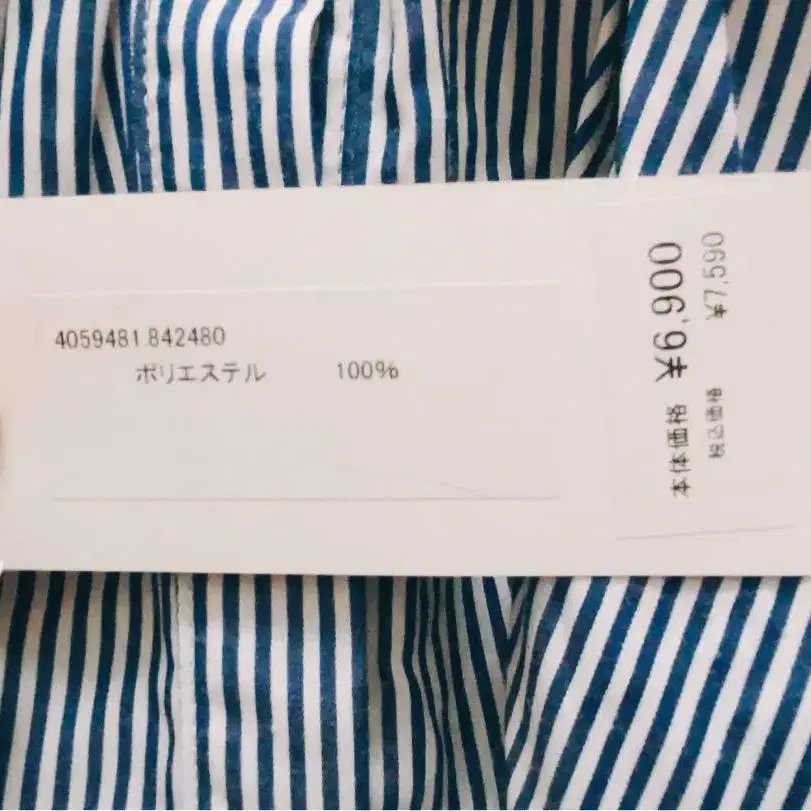 4059481 842480
ポリエステル 100%
本体価格 ¥6,900
税込価格 ¥7,590